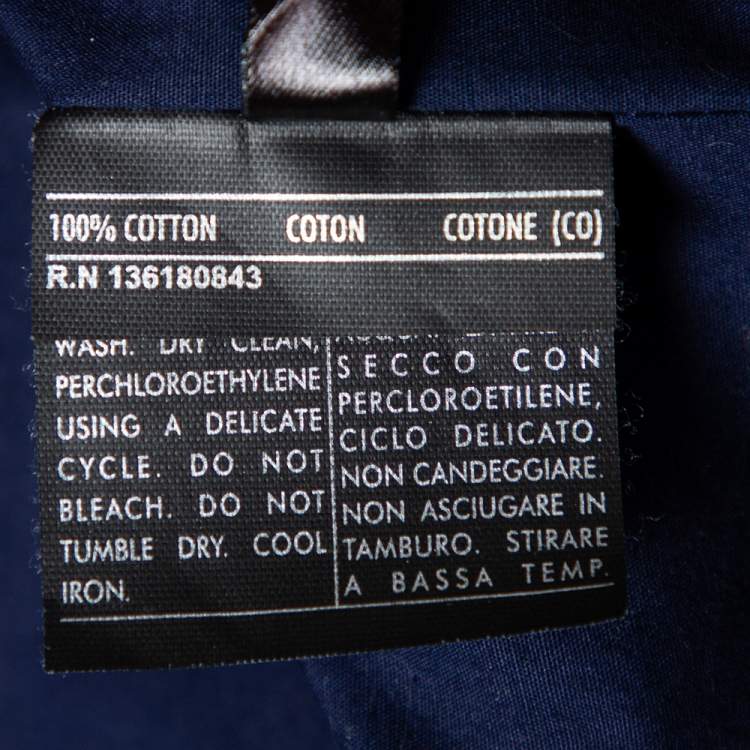 100% COTTON COTON COTONE (CO)
R.N 136180843
WASH. DRY CLEAN,
PERCHLOROETHYLENE
USING A DELICATE
CYCLE. DO NOT
BLEACH. DO NOT
TUMBLE DRY. COOL
IRON.
SECCO CON
PERCLOROETILENE,
CICLO DELICATO.
NON CANDEGGIARE.
NON ASCIUGARE IN
TAMBURO. STIRARE
A BASSA TEMP.